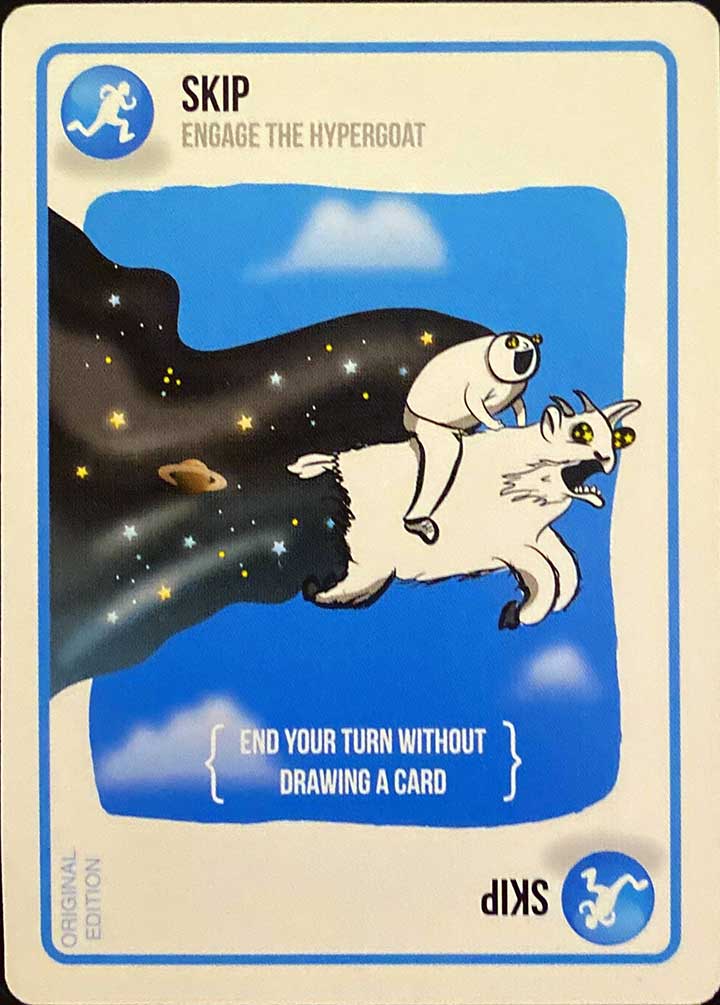 SKIP
ENGAGE THE HYPERGOAT
{ END YOUR TURN WITHOUT
DRAWING A CARD }
ORIGINAL
EDITION
SKIP